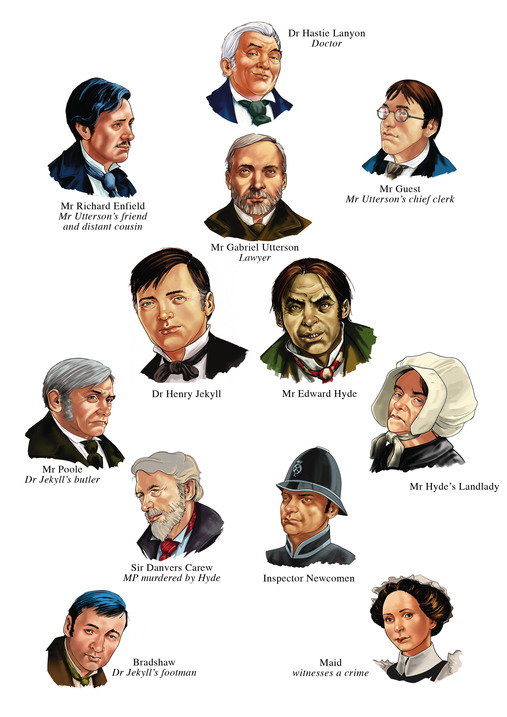 Dr Hastie Lanyon
Doctor
Mr Richard Enfield
Mr Utterson's friend
and distant cousin
Mr Guest
Mr Utterson's chief clerk
Mr Gabriel Utterson
Lawyer
Dr Henry Jekyll
Mr Edward Hyde
Mr Poole
Dr Jekyll's butler
Mr Hyde's Landlady
Sir Danvers Carew
MP murdered by Hyde
Inspector Newcomen
Bradshaw
Dr Jekyll's footman
Maid
witnesses a crime